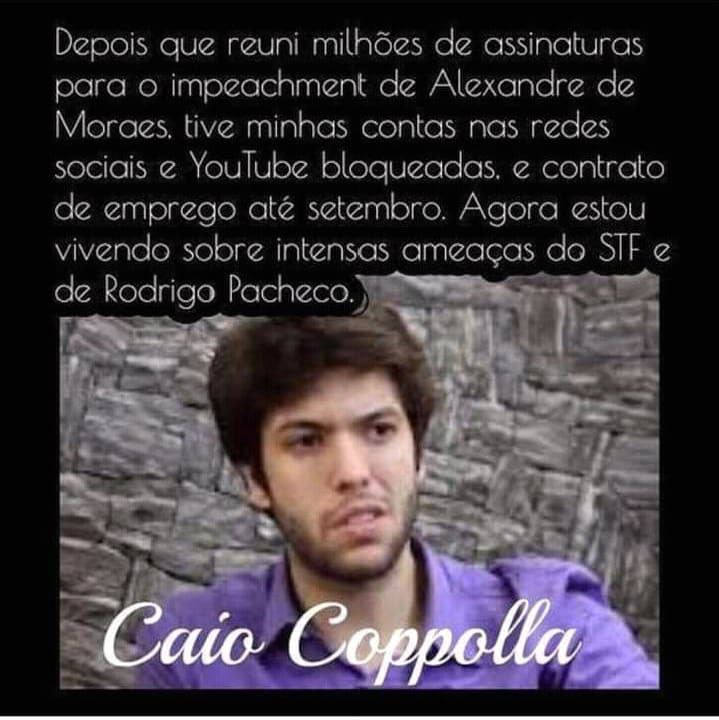 Depois que reuni milhões de assinaturas
para o impeachment de Alexandre de
Moraes, tive minhas contas nas redes
sociais e YouTube bloqueadas, e contrato
de emprego até setembro. Agora estou
vivendo sobre intensas ameaças do STF e
de Rodrigo Pacheco.)
Caio Coppolla